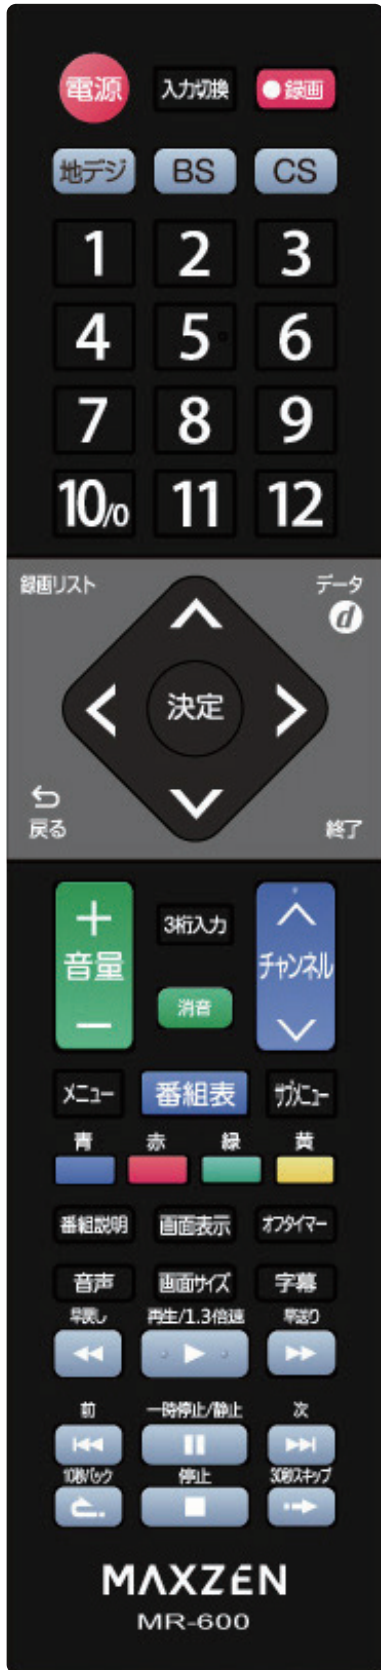 電源 入力切換 ●録画
地デジ BS CS
1 2 3
4 5 6
7 8 9
10/0 11 12
録画リスト データ
d
決定
戻る 終了
+ 3桁入力
音量 チャンネル
消音
−
メニュー 番組表 サブメニュー
青 赤 緑 黄
番組説明 画面表示 オフタイマー
音声 画面サイズ 字幕
早戻し 再生/1.3倍速 早送り
前 一時停止/静止 次
10秒バック 停止 30秒スキップ
MAXZEN
MR-600